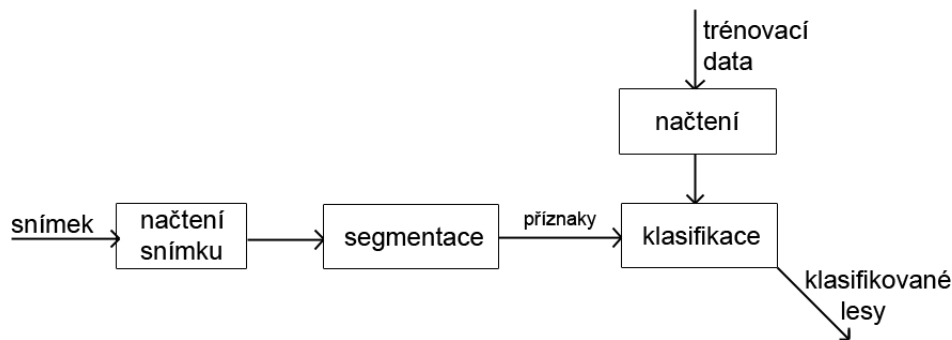 trénovací
data
načtení
snímek
načtení
snímku
segmentace
příznaky
klasifikace
klasifikované
lesy